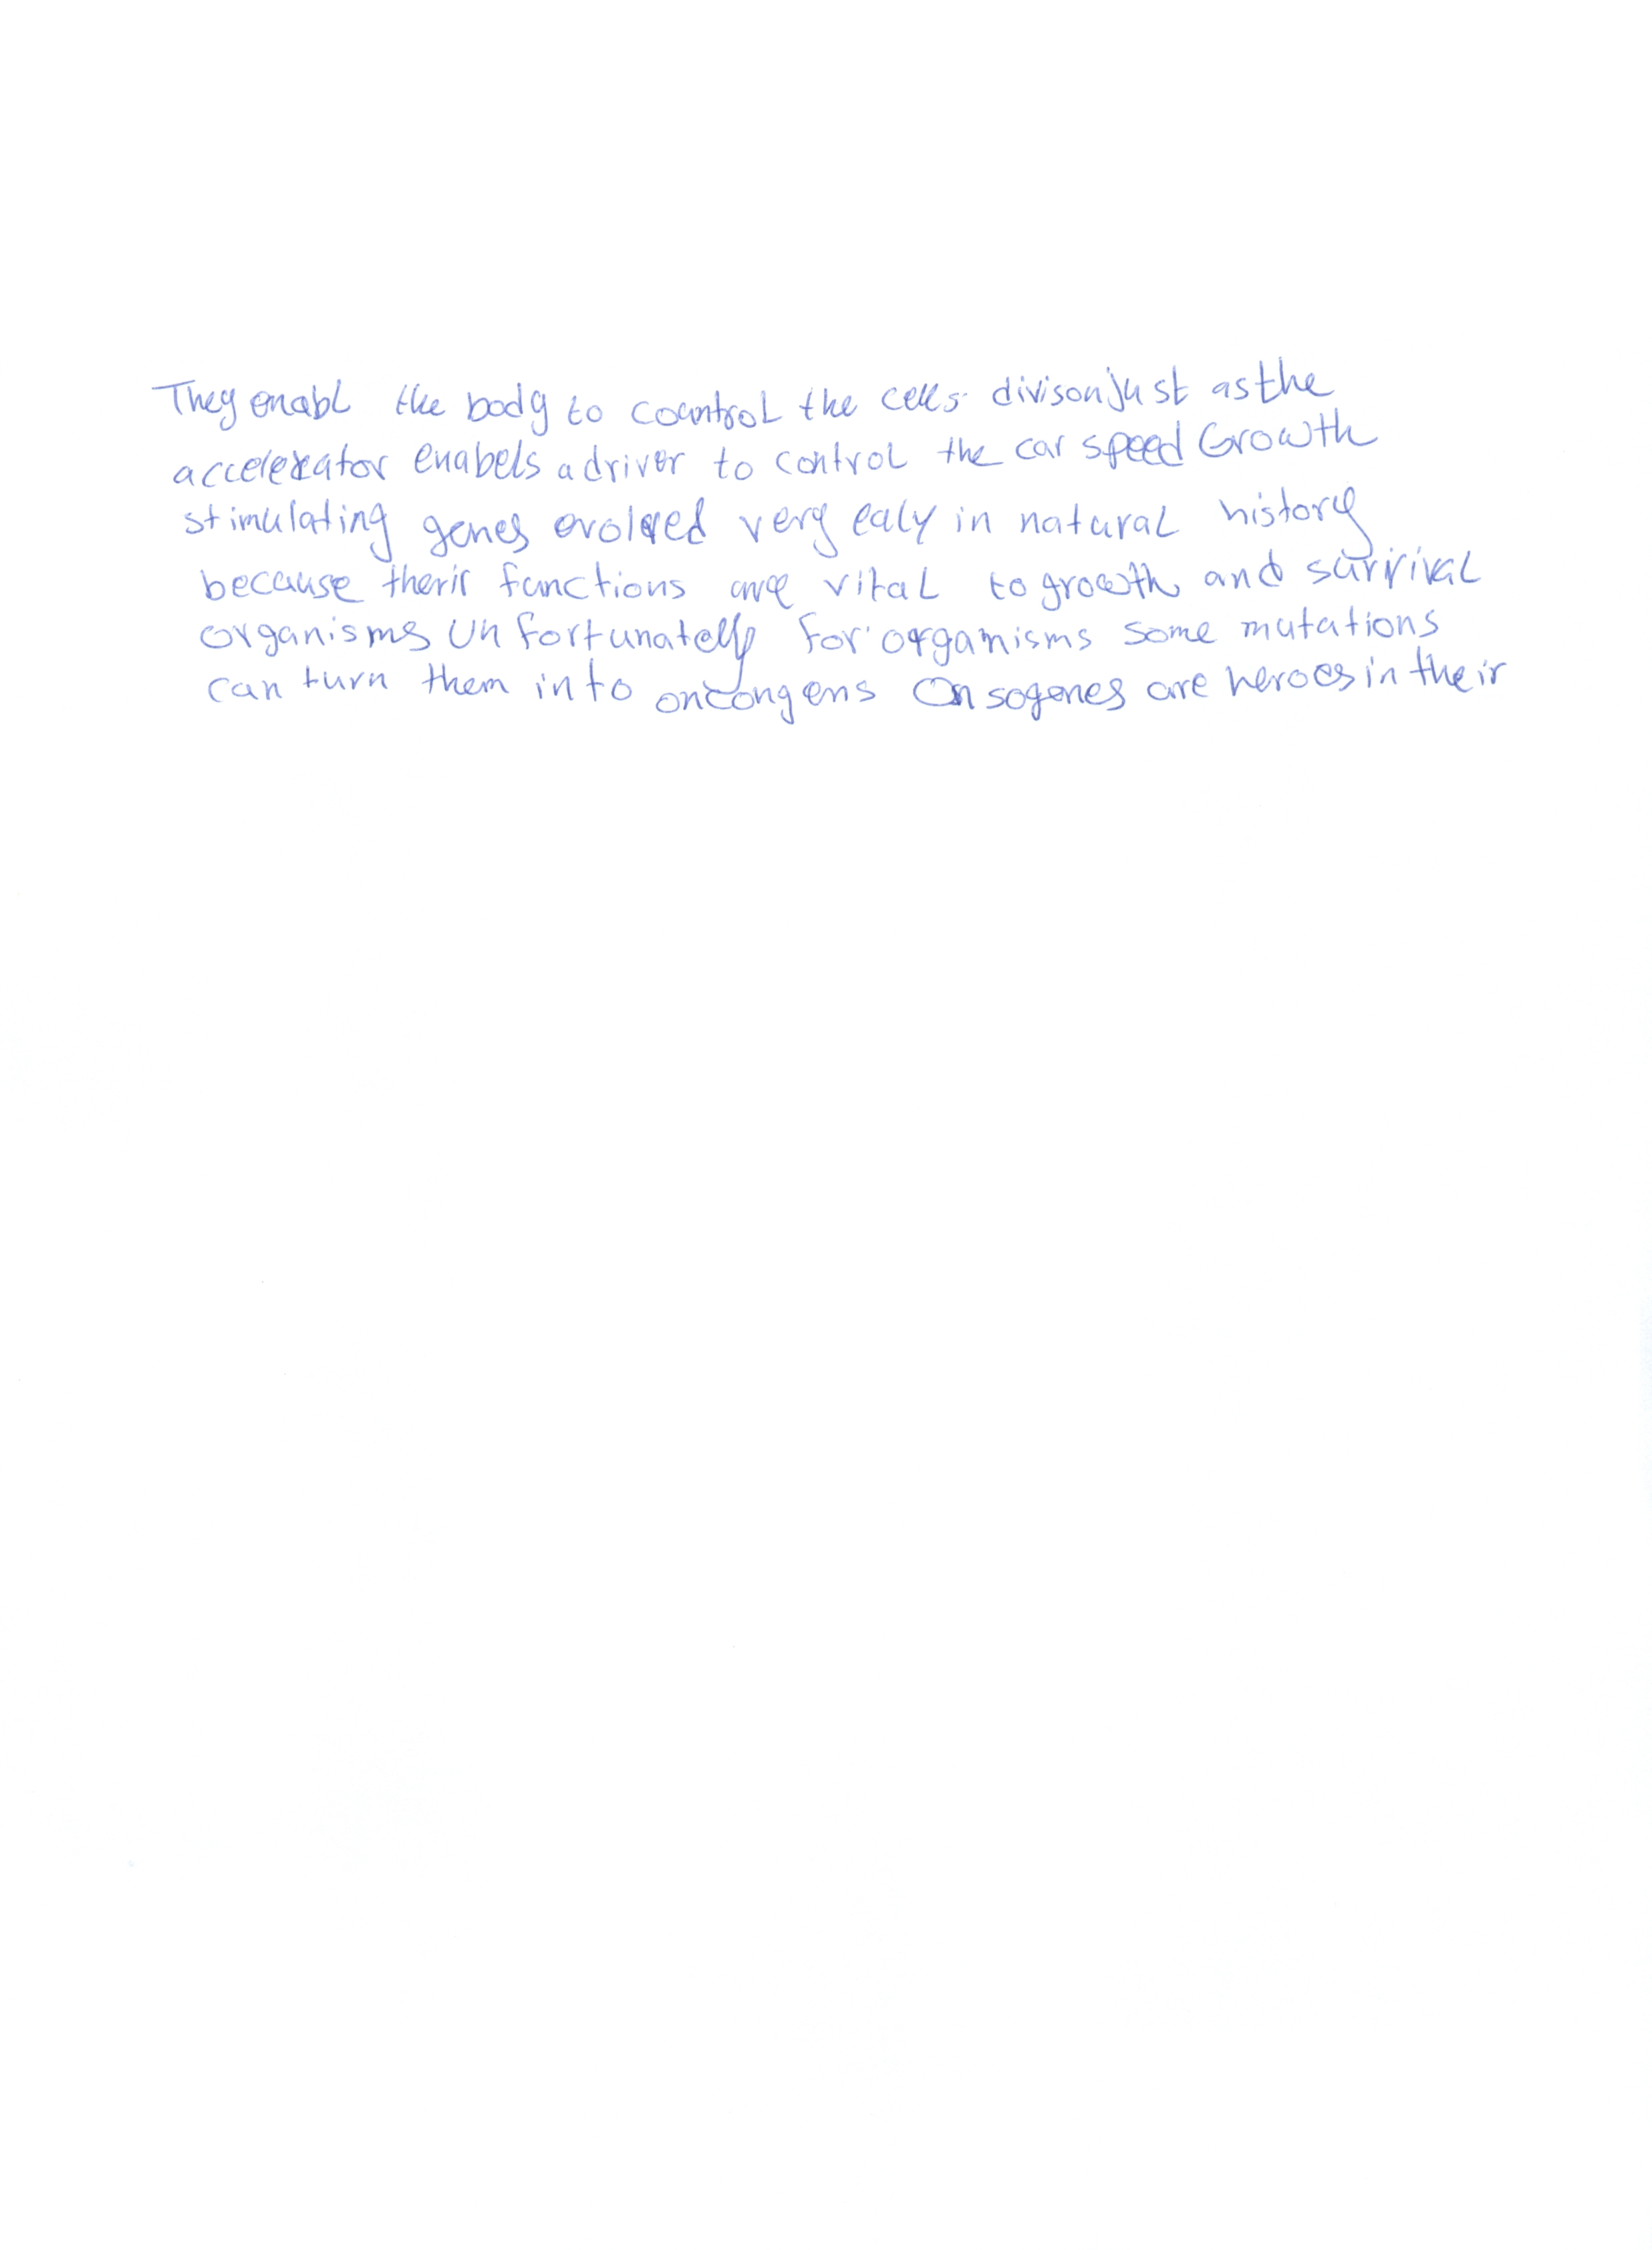 They enabl the body to countrol the cells divison just as the
accelerator enabels a driver to control the car speed Growth
stimulating genes evolved very ealy in natural history
because therir functions are vital to growth and survival
organisms Unfortunatelly for organisms some mutations
can turn them into oncongens Onsogenes are heroes in their